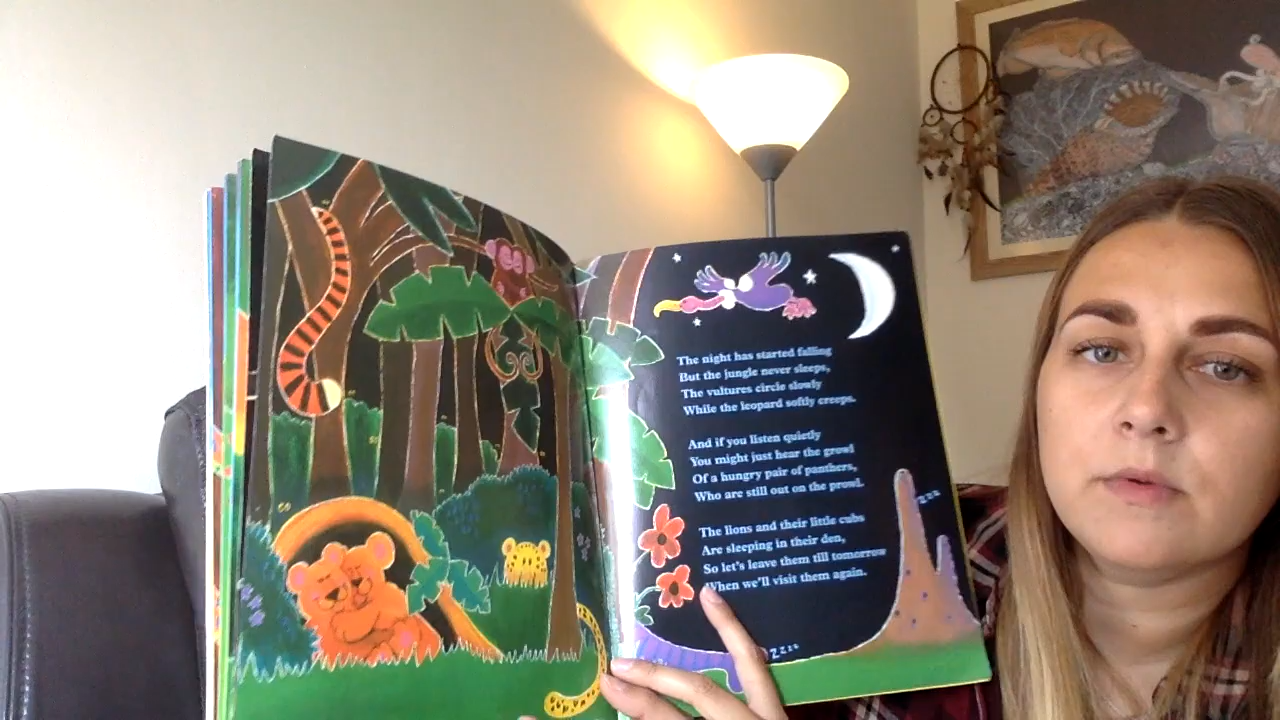 The night has started falling
But the jungle never sleeps,
The vultures circle slowly
While the leopard softly creeps.
And if you listen quietly
You might just hear the growl
Of a hungry pair of panthers,
Who are still out on the prowl.
The lions and their little cubs
Are sleeping in their den,
So let's leave them till tomorrow
When we'll visit them again.
zzz
zzzz